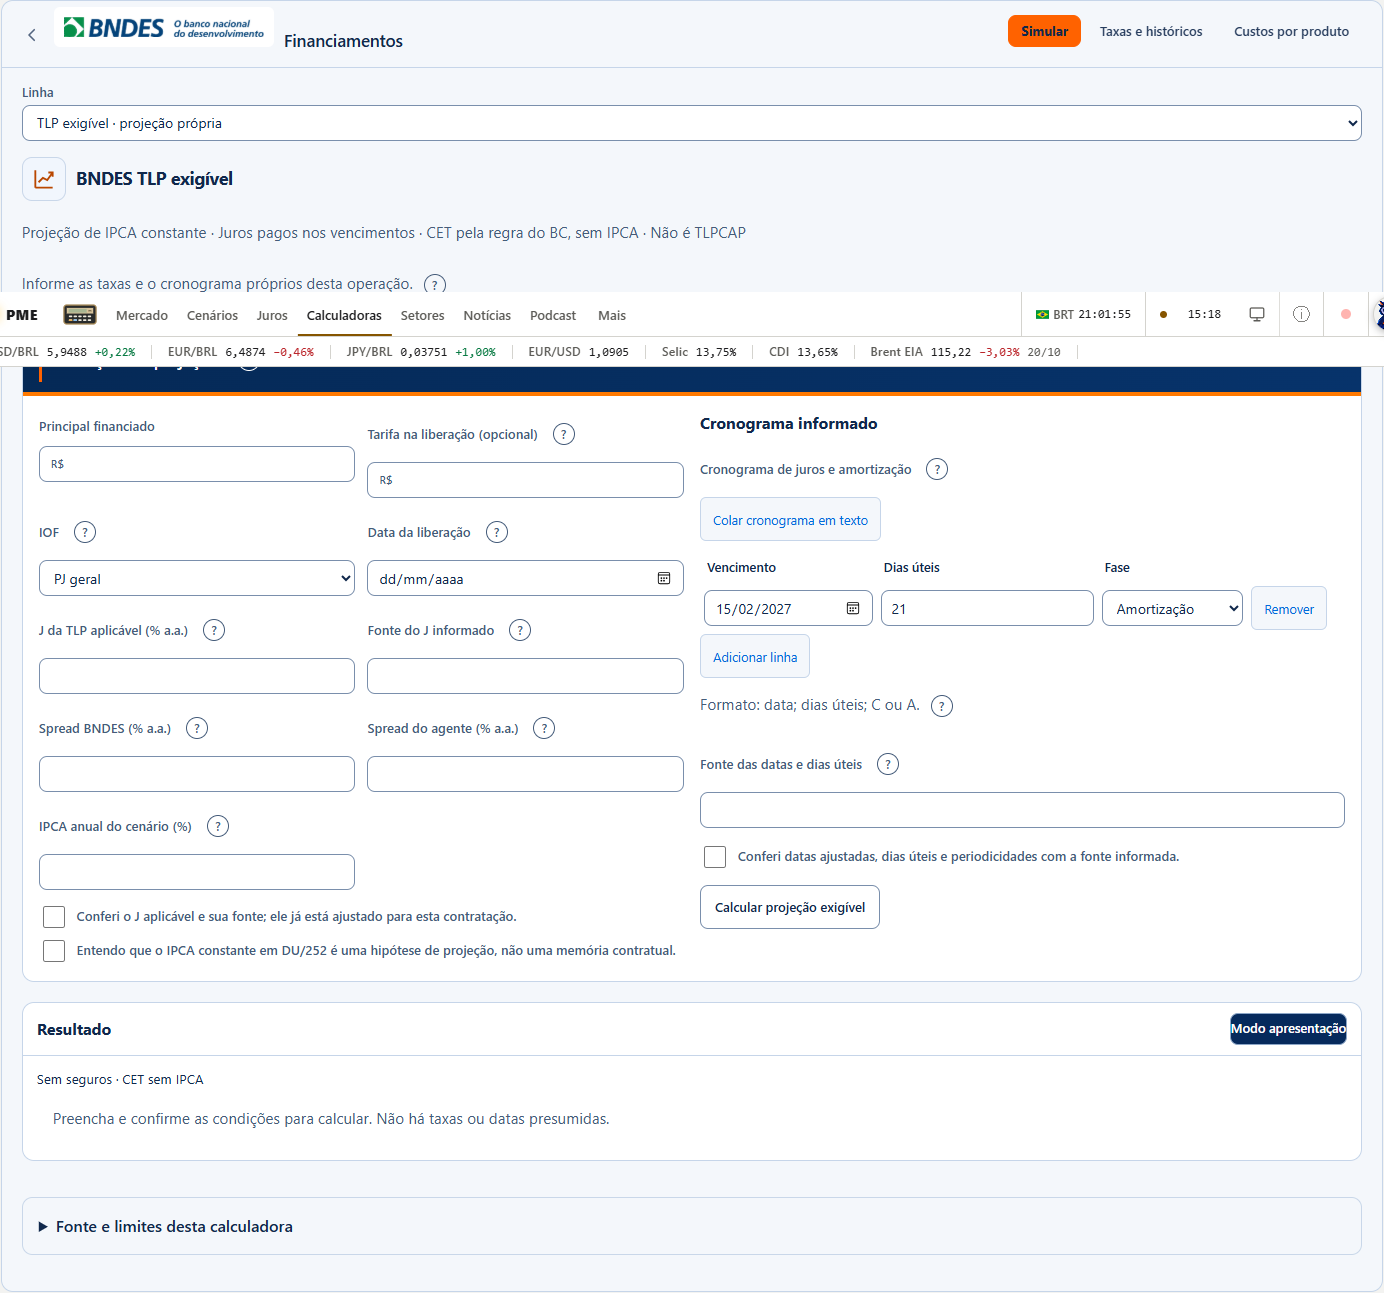 BNDES O banco nacional do desenvolvimento
Financiamentos
Simular
Taxas e históricos
Custos por produto
Linha
TLP exigível · projeção própria
BNDES TLP exigível
Projeção de IPCA constante · Juros pagos nos vencimentos · CET pela regra do BC, sem IPCA · Não é TLPCAP
Informe as taxas e o cronograma próprios desta operação. ?
PME Mercado Cenários Juros Calculadoras Setores Notícias Podcast Mais BRT 21:01:55 15:18
D/BRL 5,9488 +0,22% EUR/BRL 6,4874 −0,46% JPY/BRL 0,03751 +1,00% EUR/USD 1,0905 Selic 13,75% CDI 13,65% Brent EIA 115,22 −3,03% 20/10
Principal financiado
R$
Tarifa na liberação (opcional) ?
R$
IOF ?
PJ geral
Data da liberação ?
dd/mm/aaaa
J da TLP aplicável (% a.a.) ?
Fonte do J informado ?
Spread BNDES (% a.a.) ?
Spread do agente (% a.a.) ?
IPCA anual do cenário (%) ?
Conferi o J aplicável e sua fonte; ele já está ajustado para esta contratação.
Entendo que o IPCA constante em DU/252 é uma hipótese de projeção, não uma memória contratual.
Cronograma informado
Cronograma de juros e amortização ?
Colar cronograma em texto
Vencimento Dias úteis Fase
15/02/2027 21 Amortização Remover
Adicionar linha
Formato: data; dias úteis; C ou A. ?
Fonte das datas e dias úteis ?
Conferi datas ajustadas, dias úteis e periodicidades com a fonte informada.
Calcular projeção exigível
Resultado
Modo apresentação
Sem seguros · CET sem IPCA
Preencha e confirme as condições para calcular. Não há taxas ou datas presumidas.
Fonte e limites desta calculadora